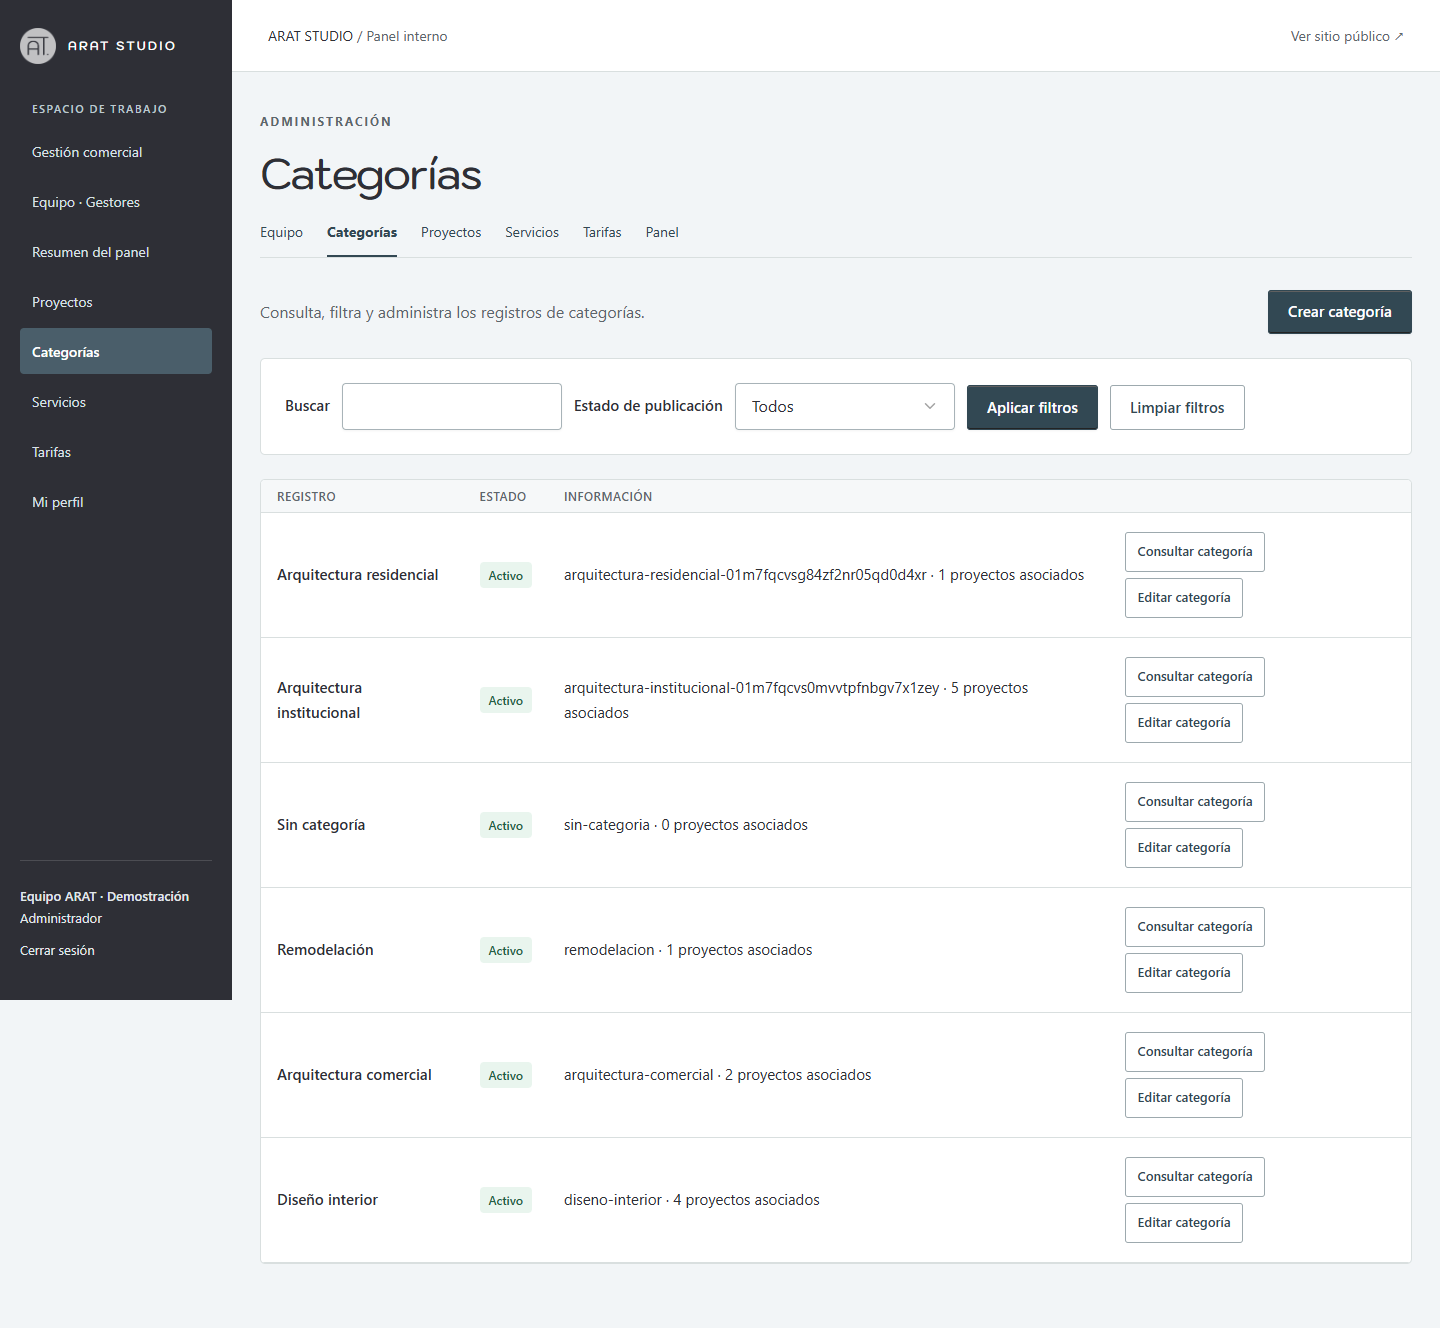 AT.
ARAT STUDIO
ARAT STUDIO / Panel interno
Ver sitio público ↗
ESPACIO DE TRABAJO
Gestión comercial
Equipo · Gestores
Resumen del panel
Proyectos
Categorías
Servicios
Tarifas
Mi perfil
Equipo ARAT · Demostración
Administrador
Cerrar sesión
ADMINISTRACIÓN
Categorías
Equipo Categorías Proyectos Servicios Tarifas Panel
Consulta, filtra y administra los registros de categorías.
Crear categoría
Buscar Estado de publicación Todos Aplicar filtros Limpiar filtros
REGISTRO ESTADO INFORMACIÓN
Consultar categoría
Arquitectura residencial Activo arquitectura-residencial-01m7fqcvsg84zf2nr05qd0d4xr · 1 proyectos asociados
Editar categoría
Consultar categoría
Arquitectura
institucional
Activo
arquitectura-institucional-01m7fqcvs0mvvtpfnbgv7x1zey · 5 proyectos
asociados
Editar categoría
Consultar categoría
Sin categoría Activo sin-categoria · 0 proyectos asociados
Editar categoría
Consultar categoría
Remodelación Activo remodelacion · 1 proyectos asociados
Editar categoría
Consultar categoría
Arquitectura comercial Activo arquitectura-comercial · 2 proyectos asociados
Editar categoría
Consultar categoría
Diseño interior Activo diseno-interior · 4 proyectos asociados
Editar categoría